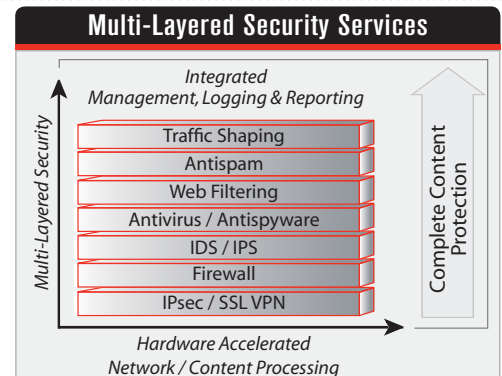 Multi-Layered Security Services
Integrated
Management, Logging & Reporting
Multi-Layered Security
Traffic Shaping
Antispam
Web Filtering
Antivirus / Antispyware
IDS / IPS
Firewall
IPsec / SSL VPN
Complete Content
Protection
Hardware Accelerated
Network / Content Processing